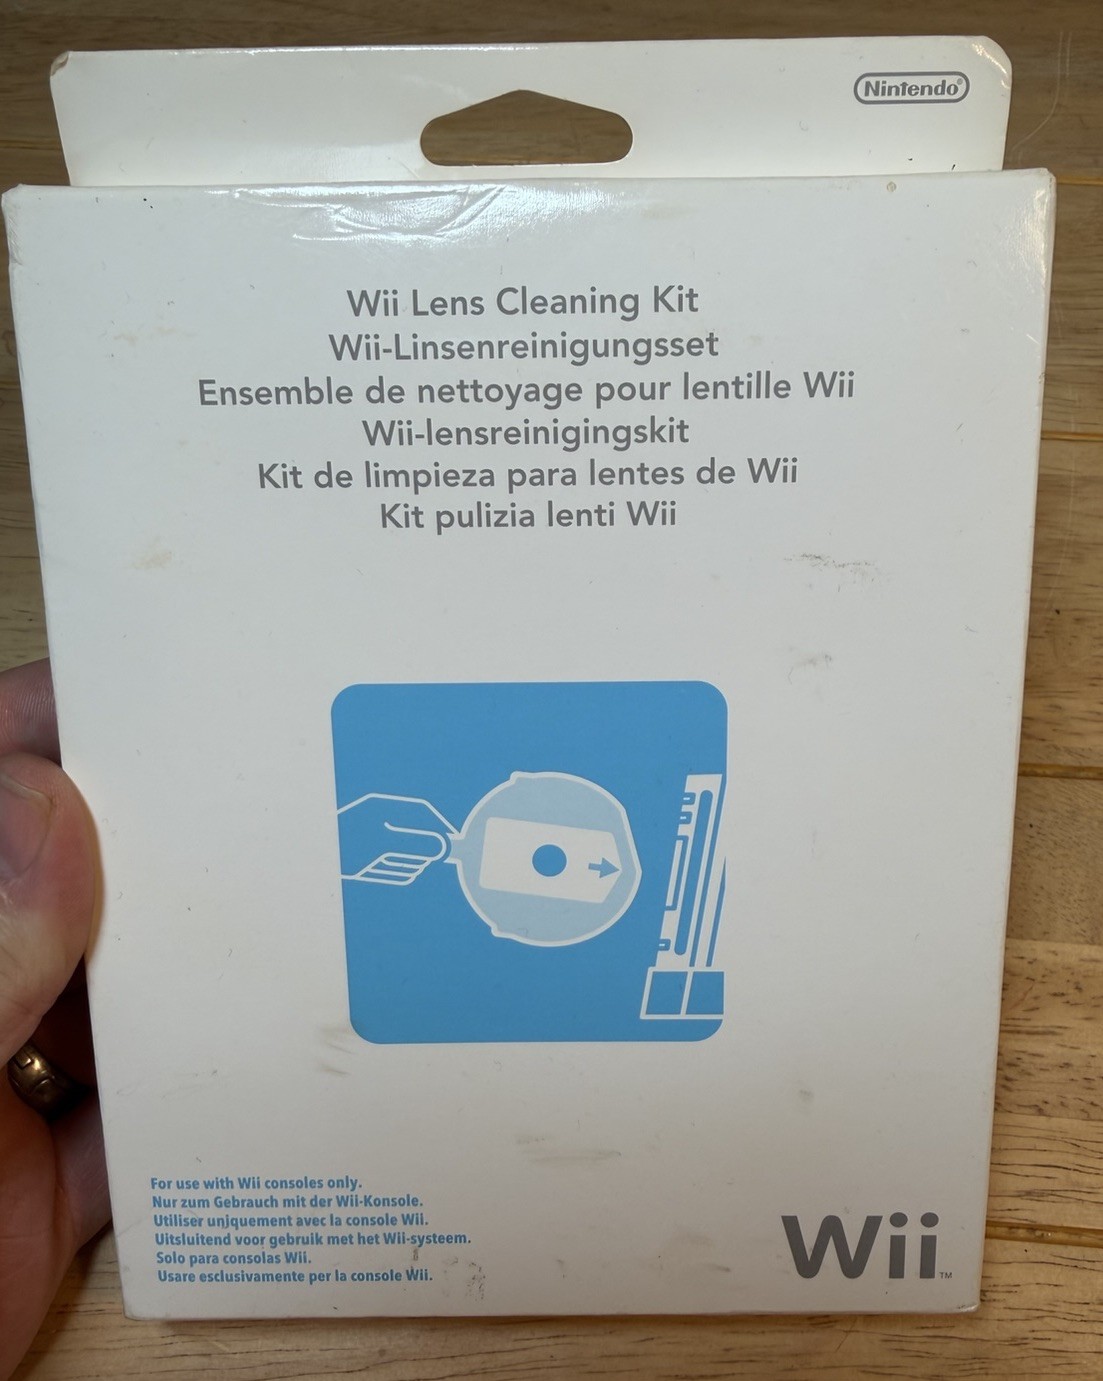 Nintendo®
Wii Lens Cleaning Kit
Wii-Linsenreinigungsset
Ensemble de nettoyage pour lentille Wii
Wii-lensreinigingskit
Kit de limpieza para lentes de Wii
Kit pulizia lenti Wii
For use with Wii consoles only.
Nur zum Gebrauch mit der Wii-Konsole.
Utiliser uniquement avec la console Wii.
Uitsluitend voor gebruik met het Wii-systeem.
Solo para consolas Wii.
Usare esclusivamente per la console Wii.
Wii™